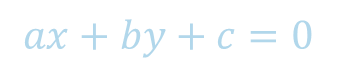 ax + by + c = 0